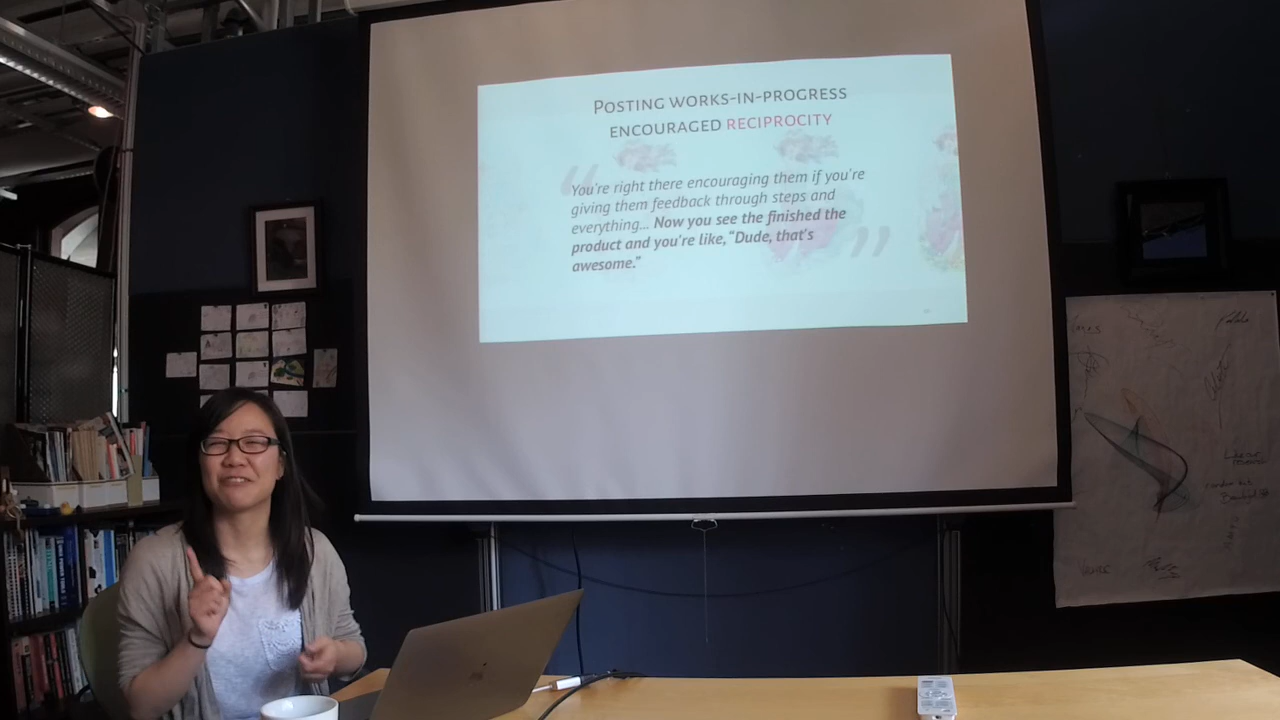 POSTING WORKS-IN-PROGRESS
ENCOURAGED RECIPROCITY
“You're right there encouraging them if you're
giving them feedback through steps and
everything... Now you see the finished the
product and you're like, “Dude, that's
awesome.” ”